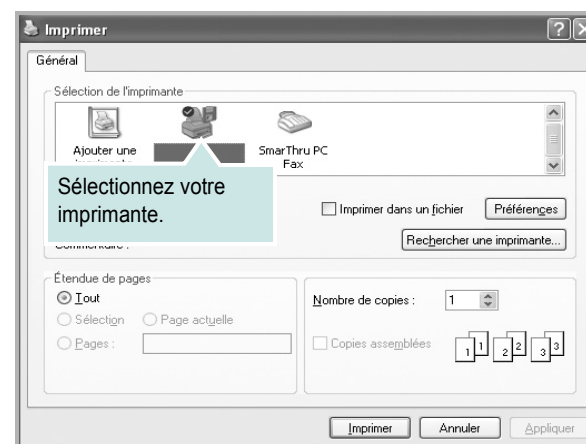 Imprimer
Général
Sélection de l'imprimante
Ajouter une
SmarThru PC
Fax
Sélectionnez votre
imprimante.
Imprimer dans un fichier
Préférences
Rechercher une imprimante...
Étendue de pages
Tout
Sélection
Page actuelle
Pages :
Nombre de copies :
1
Copies assemblées
1 1 2 2 3 3
Imprimer
Annuler
Appliquer